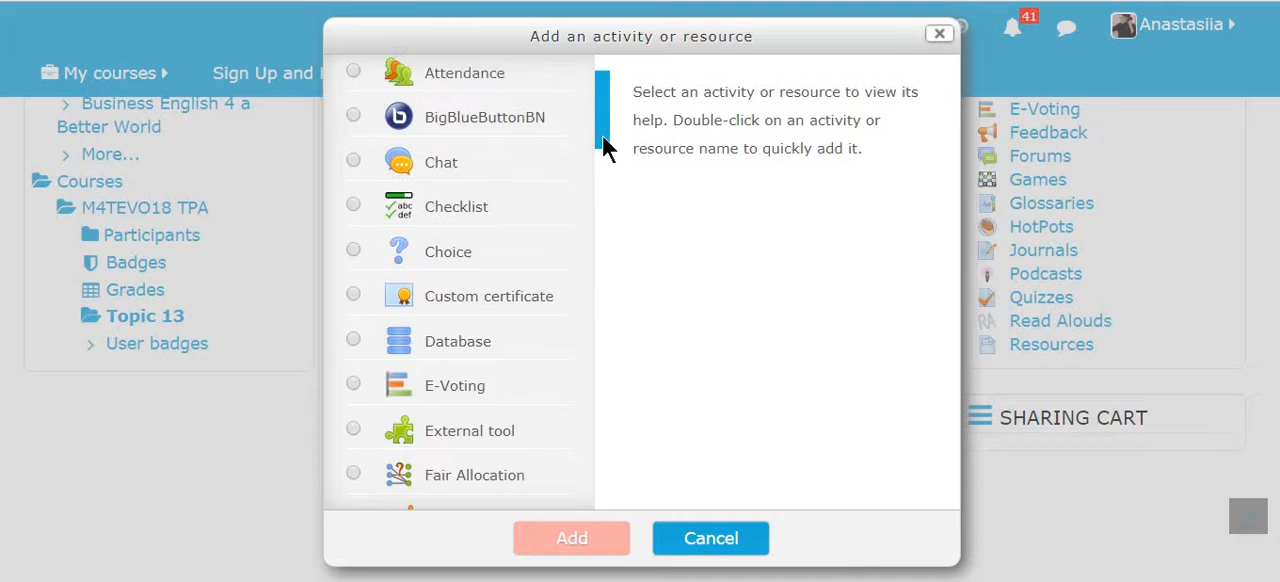 Add an activity or resource
41
Anastasiia
My courses
Sign Up and
Business English 4 a
Better World
More...
Courses
M4TEVO18 TPA
Participants
Badges
Grades
Topic 13
User badges
Attendance
BigBlueButtonBN
Chat
Checklist
abc
def
Choice
Custom certificate
Database
E-Voting
External tool
Fair Allocation
Select an activity or resource to view its
help. Double-click on an activity or
resource name to quickly add it.
Add
Cancel
E-Voting
Feedback
Forums
Games
Glossaries
HotPots
Journals
Podcasts
Quizzes
RA Read Alouds
Resources
SHARING CART